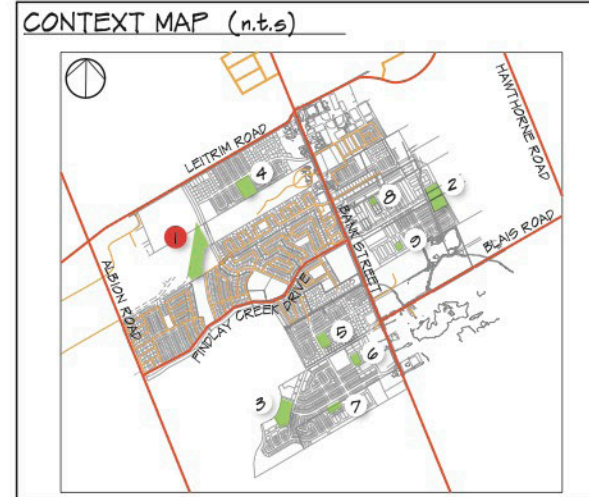 CONTEXT MAP (n.t.s)
LEITRIM ROAD
HAWTHORNE ROAD
4
2
8
1
BANK STREET
9
BLAIS ROAD
ALBION ROAD
FINDLAY CREEK DRIVE
5
6
3
7